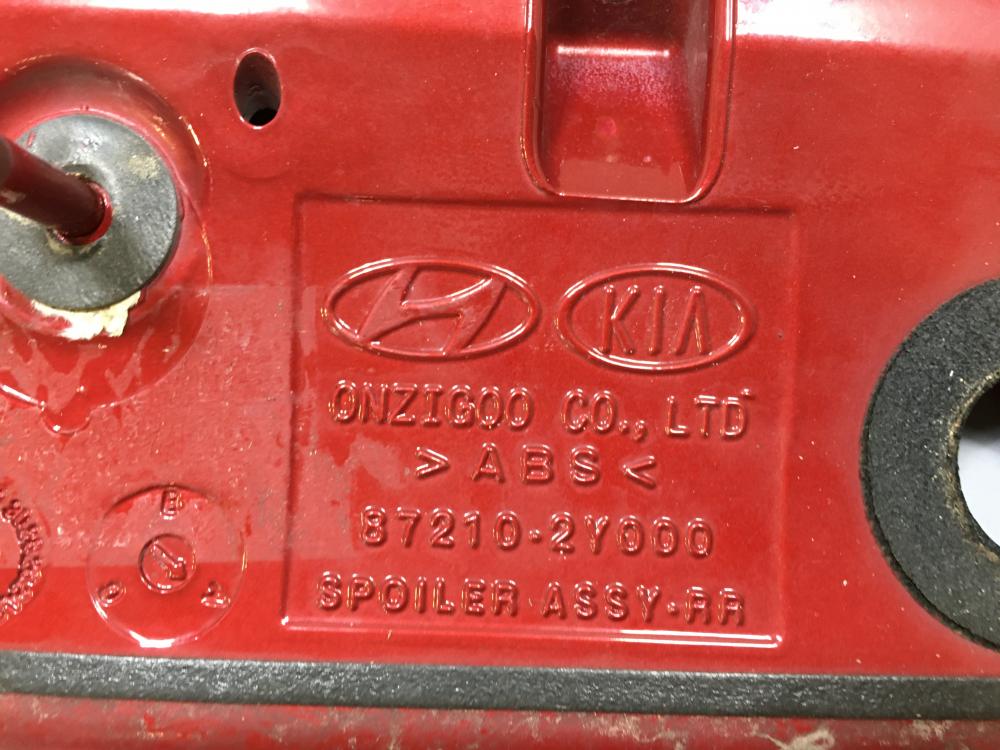 KIA
ONZIGOO CO., LTD
>ABS<
87210-2Y000
SPOILER ASSY-RR
B